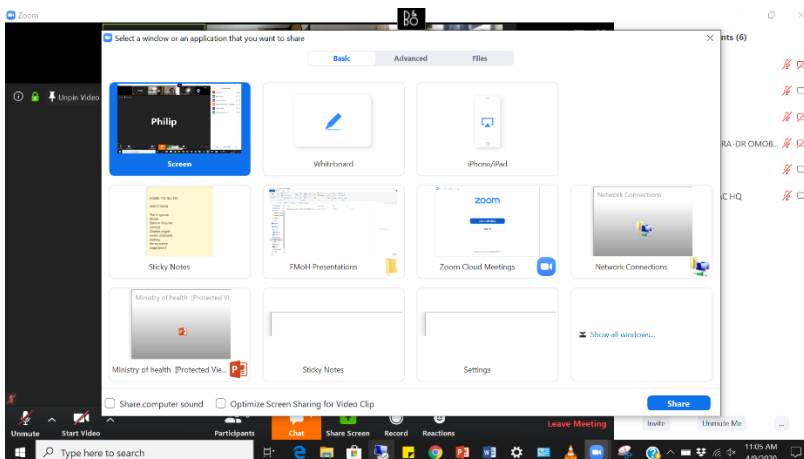 Zoom
Select a window or an application that you want to share
nts (6)
Basic Advanced Files
Unpin Video
Philip
RA-DR OMOB...
Screen Whiteboard iPhone/iPad
C HQ
zoom
Network Connections
Sticky Notes FMoH Presentations Zoom Cloud Meetings Network Connections
Ministry of health [Protected Vi
Show all windows...
Ministry of health [Protected Vie... Sticky Notes Settings
Share computer sound Optimize Screen Sharing for Video Clip Share
Leave Meeting Invite Unmute Me ...
Unmute Start Video Participants Chat Share Screen Record Reactions
Type here to search 11:05 AM
4/9/2020